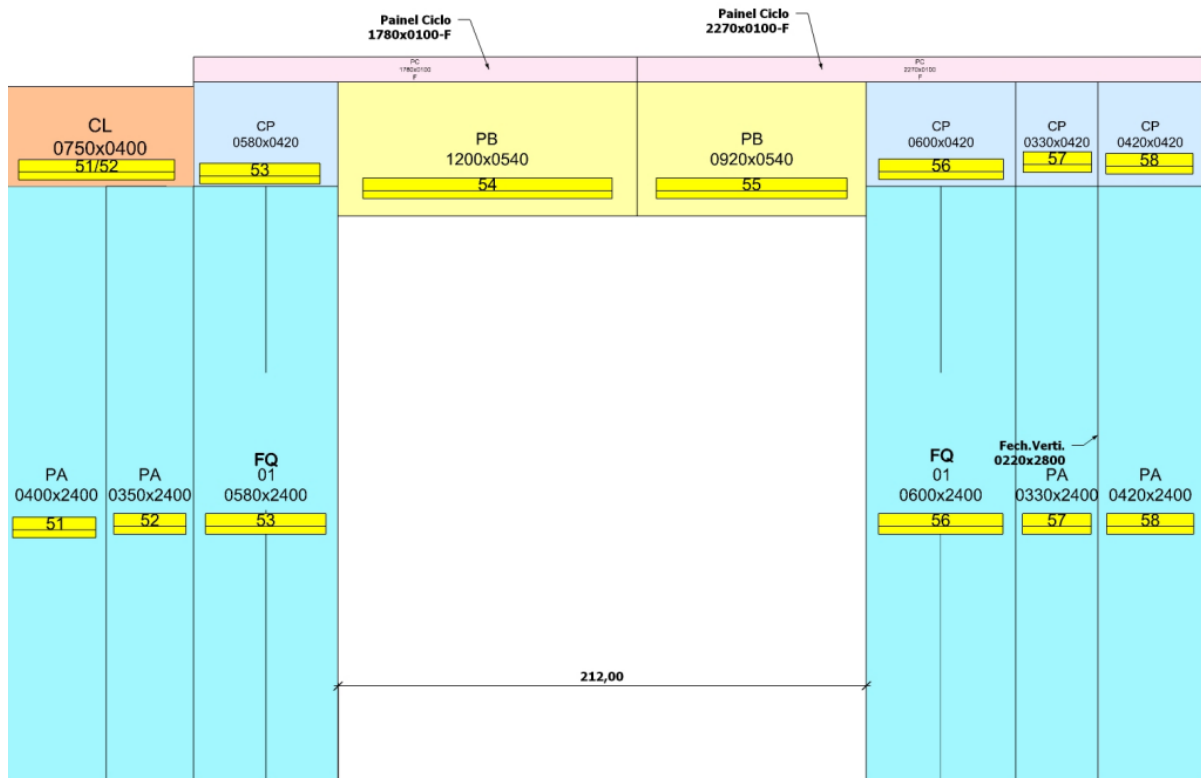 Painel Ciclo
1780x0100-F
Painel Ciclo
2270x0100-F
PC
1780x0100
F
PC
2270x0100
F
CL
0750x0400
51/52
CP
0580x0420
53
PB
1200x0540
54
PB
0920x0540
55
CP
0600x0420
56
CP
0330x0420
57
CP
0420x0420
58
PA
0400x2400
51
PA
0350x2400
52
FQ
01
0580x2400
53
212,00
FQ
01
0600x2400
56
Fech.Verti.
0220x2800
PA
0330x2400
57
PA
0420x2400
58